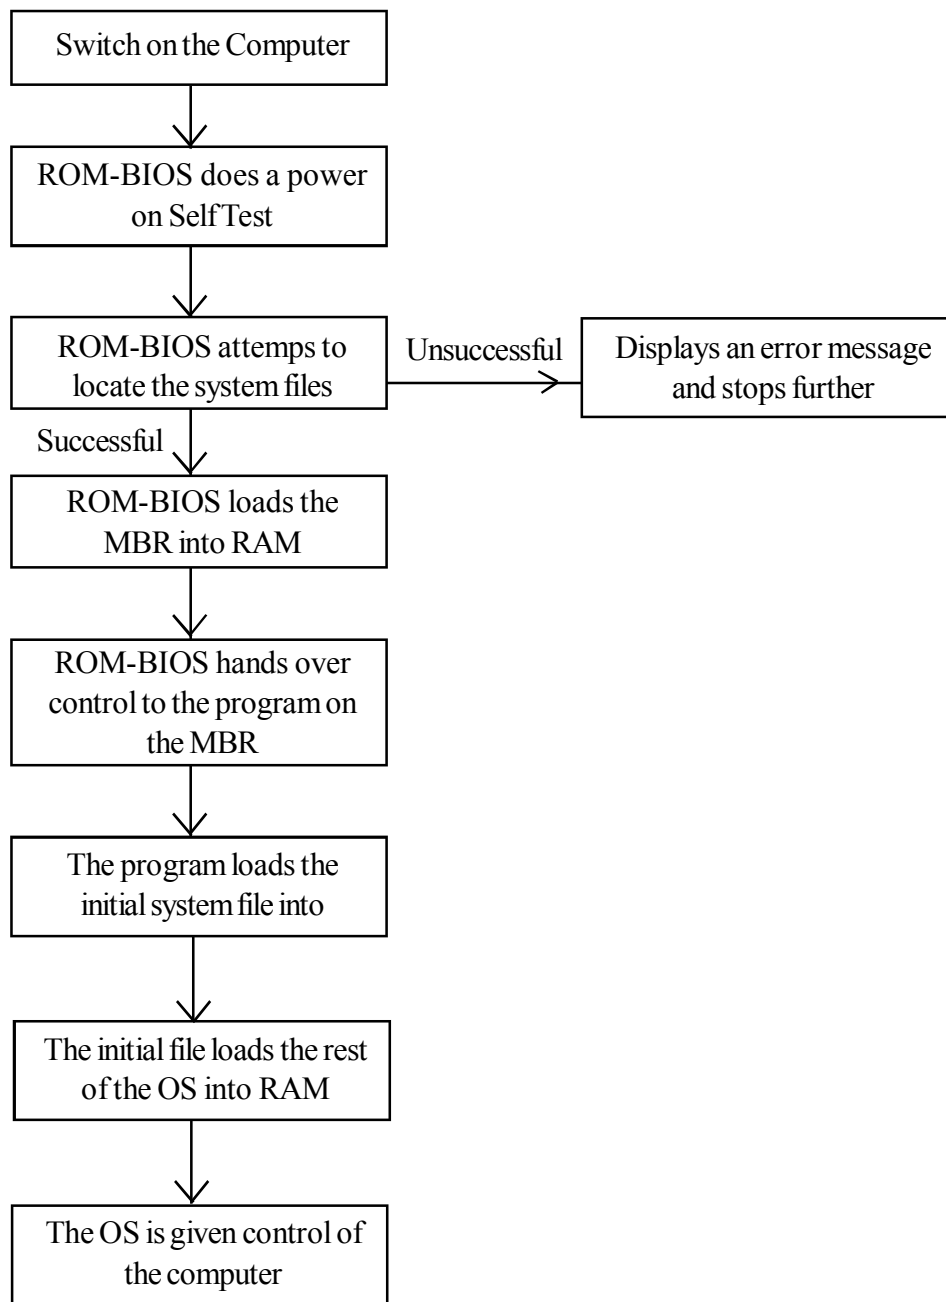 Switch on the Computer
ROM-BIOS does a power
on Self Test
ROM-BIOS attemps to
locate the system files
Unsuccessful
Displays an error message
and stops further
Successful
ROM-BIOS loads the
MBR into RAM
ROM-BIOS hands over
control to the program on
the MBR
The program loads the
initial system file into
The initial file loads the rest
of the OS into RAM
The OS is given control of
the computer